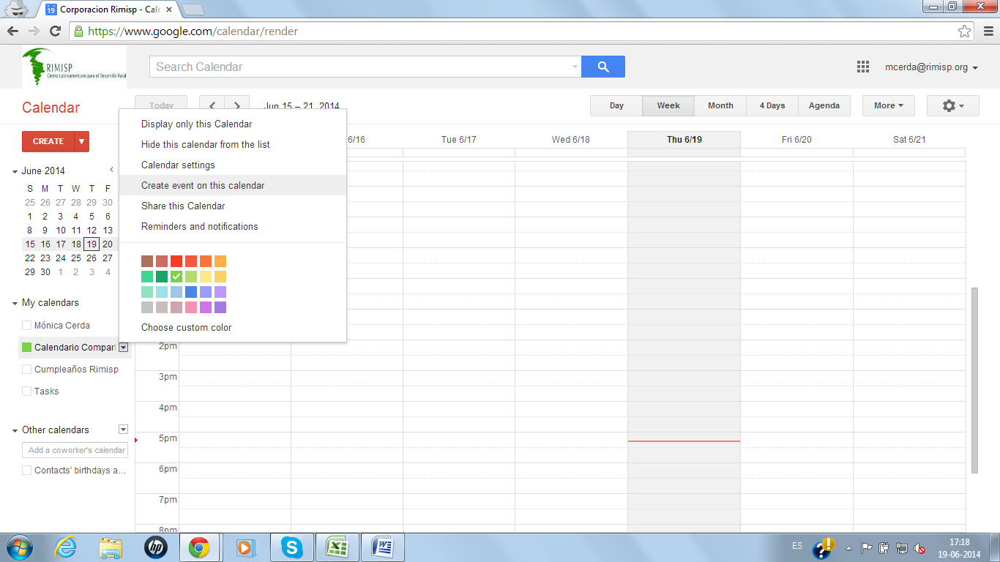 Corporacion Rimisp - Cale
https://www.google.com/calendar/render
RIMISP
Centro Latinoamericano para el Desarrollo Rural
Search Calendar
mcerda@rimisp.org
Calendar
Today
Jun 15 – 21, 2014
Day
Week
Month
4 Days
Agenda
More
CREATE
Display only this Calendar
Hide this calendar from the list
Calendar settings
Create event on this calendar
Share this Calendar
Reminders and notifications
Choose custom color
6/16
Tue 6/17
Wed 6/18
Thu 6/19
Fri 6/20
Sat 6/21
June 2014
S M T W T F
25 26 27 28 29 30
1 2 3 4 5 6
8 9 10 11 12 13
15 16 17 18 19 20
22 23 24 25 26 27
29 30 1 2 3 4
My calendars
Mónica Cerda
Calendario Compart
Cumpleaños Rimisp
Tasks
Other calendars
Add a coworker's calendar
Contacts' birthdays a...
2pm
3pm
4pm
5pm
6pm
7pm
8pm
ES
17:18
19-06-2014